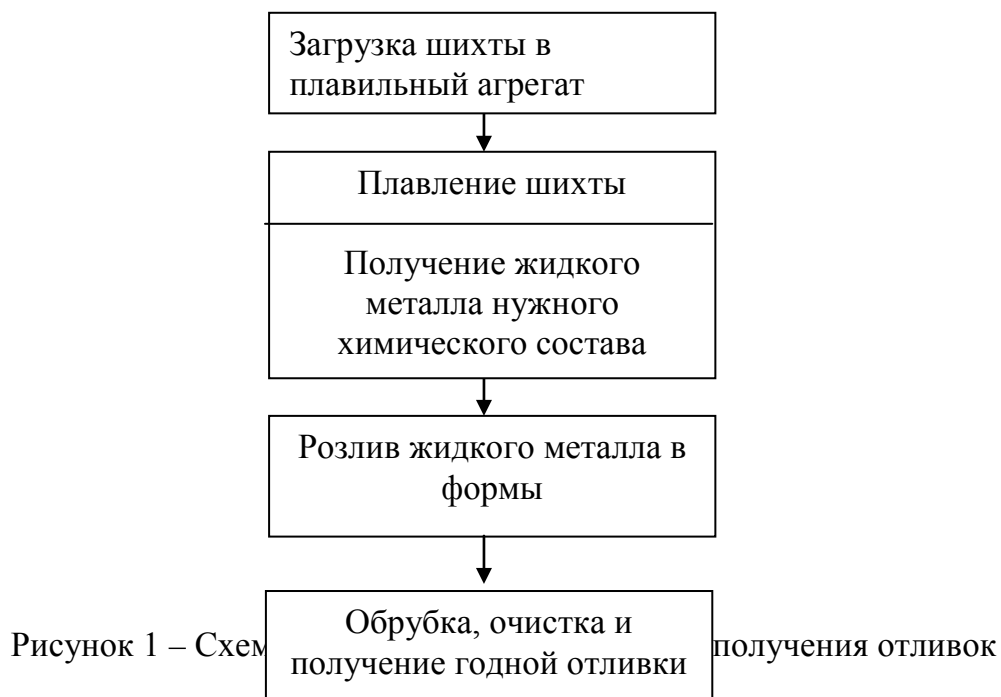 Загрузка шихты в
плавильный агрегат
Плавление шихты
Получение жидкого
металла нужного
химического состава
Розлив жидкого металла в
формы
Обрубка, очистка и
получение годной отливки
Рисунок 1 – Схем
получения отливок